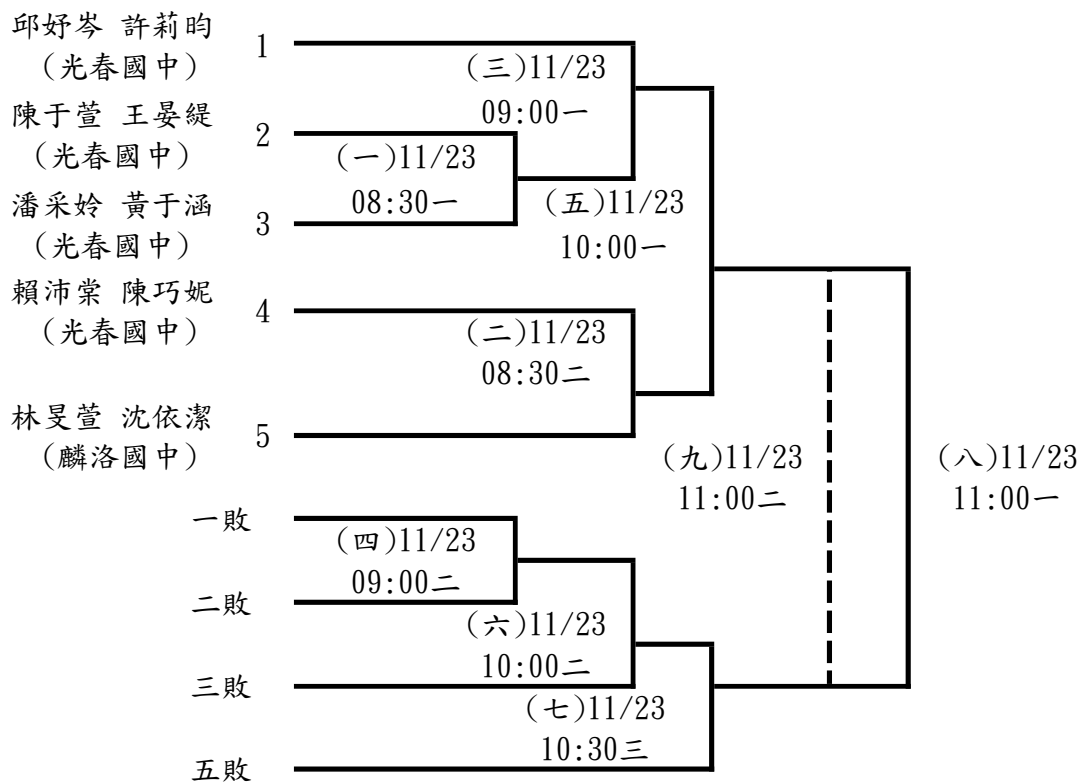 邱妤岑 許莉昀
(光春國中)
1
(三)11/23
09:00一
陳于萱 王晏緹
(光春國中)
2
(一)11/23
08:30一
潘采姈 黃于涵
(光春國中)
3
(五)11/23
10:00一
賴沛棠 陳巧妮
(光春國中)
4
(二)11/23
08:30二
林旻萱 沈依潔
(麟洛國中)
5
(九)11/23
11:00二
(八)11/23
11:00一
一敗
(四)11/23
09:00二
二敗
(六)11/23
10:00二
三敗
(七)11/23
10:30三
五敗